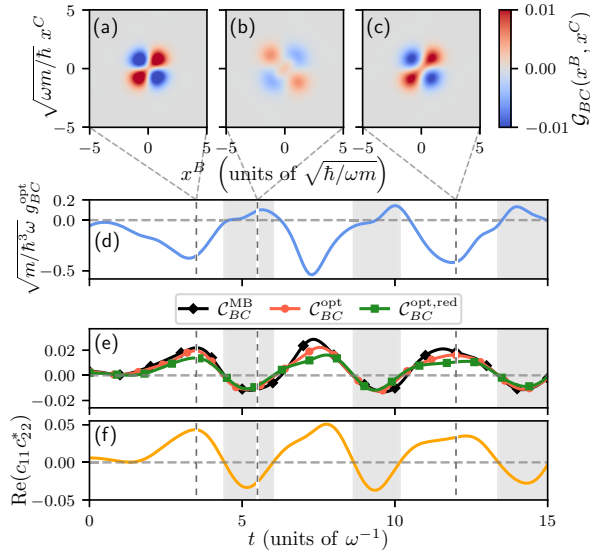 (a) (b) (c)
5
0
−5
√ωm/ħ x^C
−5 0 5 −5 0 5 −5 0 5
x^B (units of √ħ/ωm)
0.01
0.00
−0.01
𝒢_BC(x^B, x^C)
(d)
0.2
0.0
−0.5
√m/ħ³ω g_BC^opt
𝒞_BC^MB 𝒞_BC^opt 𝒞_BC^opt,red
(e)
0.02
0.00
−0.02
(f)
0.05
0.00
−0.05
Re(c₁₁c*₂₂)
0 5 10 15
t (units of ω⁻¹)